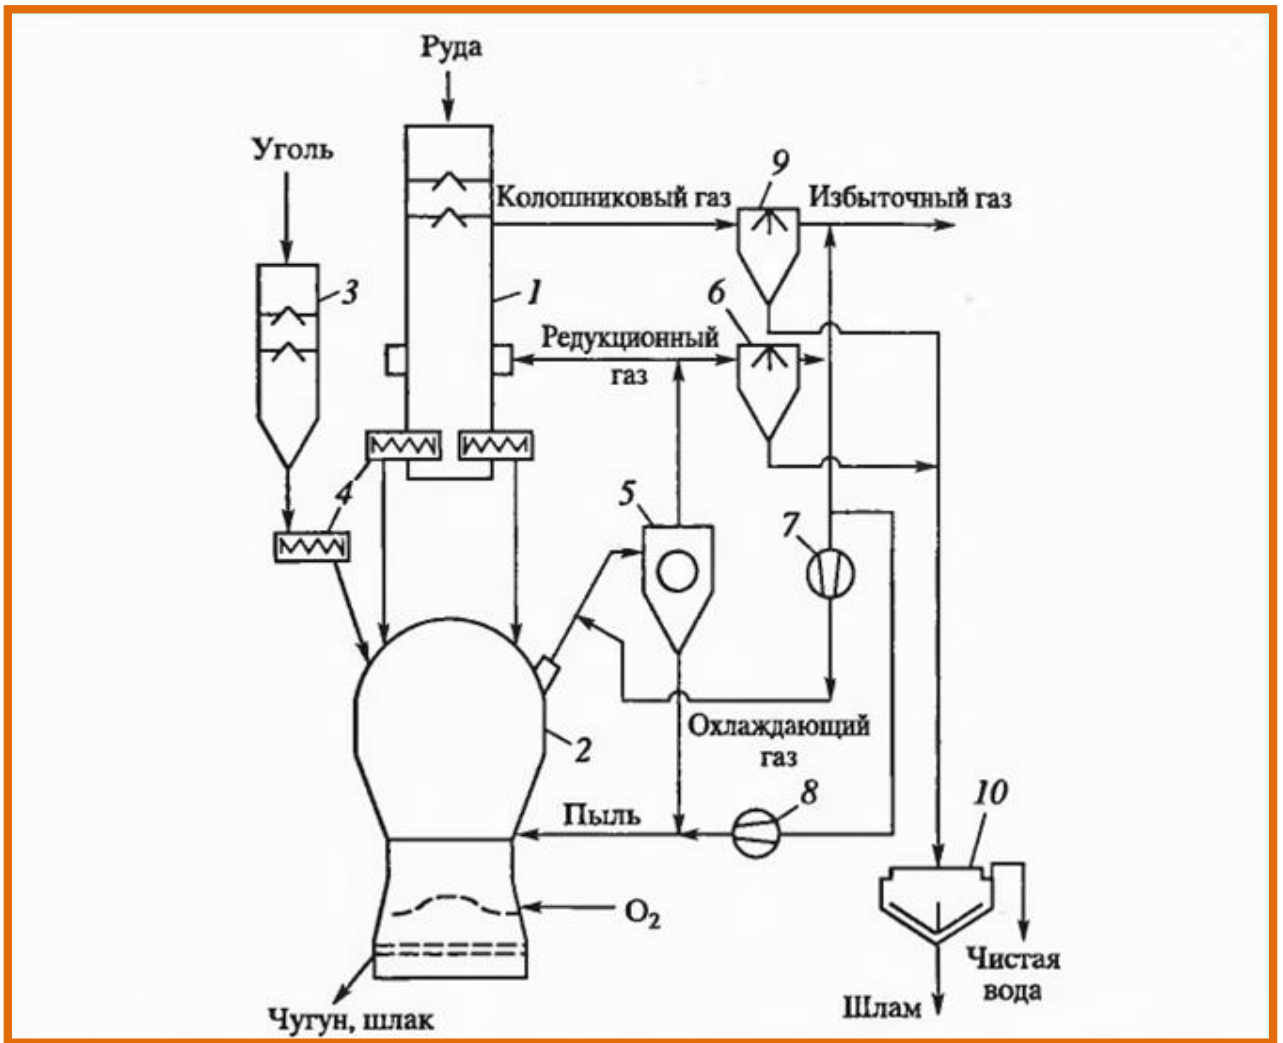 Руда
Уголь
9
Колошниковый газ
Избыточный газ
3
1
6
Редукционный
газ
4
5
7
2
Охлаждающий
газ
8
10
Пыль
O₂
Чистая
вода
Шлам
Чугун, шлак